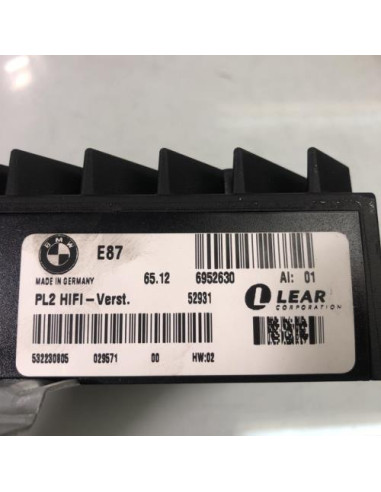 BMW
E87
MADE IN GERMANY
65.12 6952630 AI: 01
PL2 HIFI-Verst. 52931
LEAR
CORPORATION
532230805 029571 00 HW:02